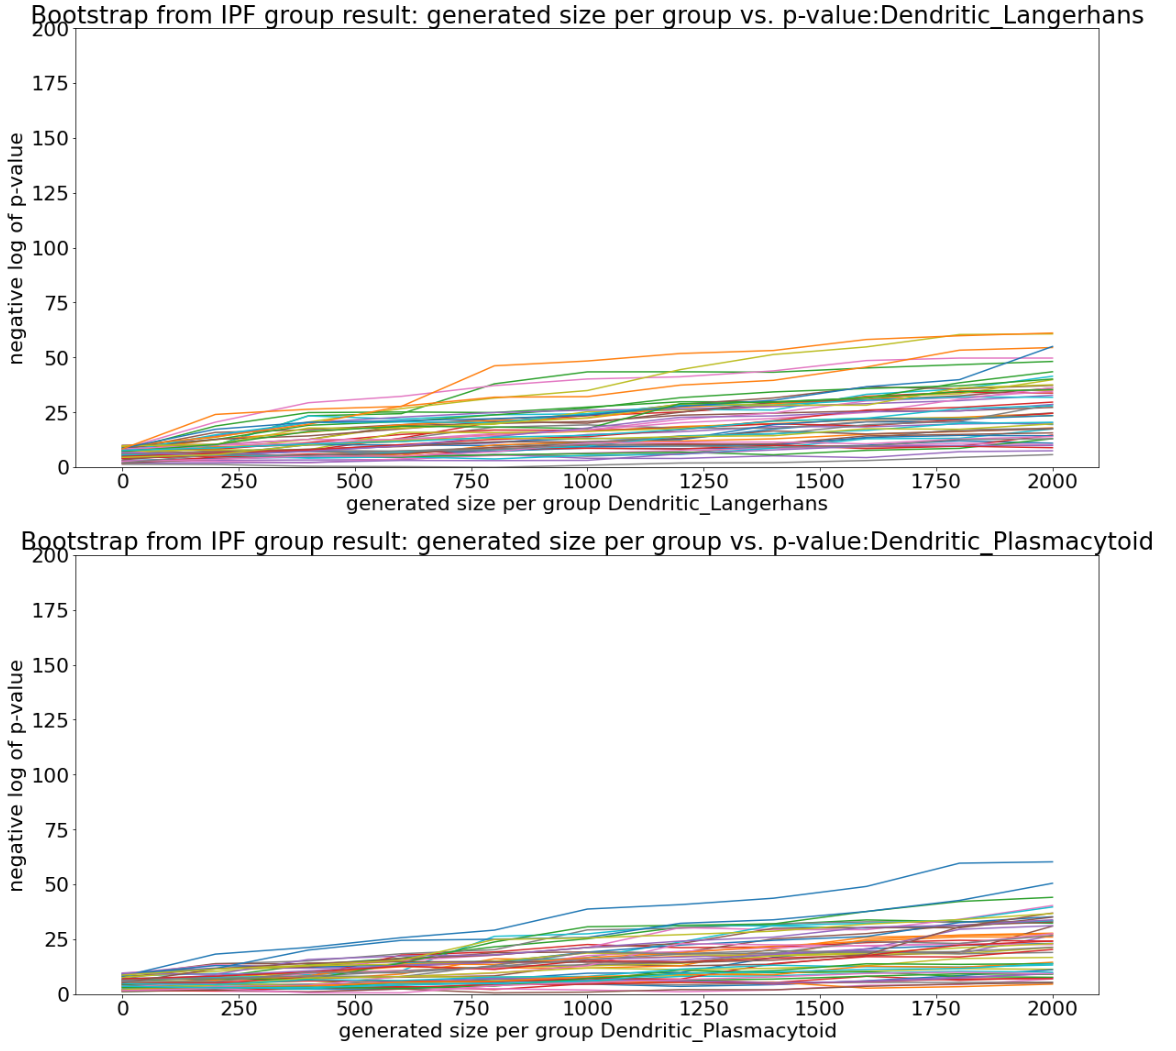 Bootstrap from IPF group result: generated size per group vs. p-value:Dendritic_Langerhans
200
175
150
125
100
75
50
25
0
negative log of p-value
0 250 500 750 1000 1250 1500 1750 2000
generated size per group Dendritic_Langerhans
Bootstrap from IPF group result: generated size per group vs. p-value:Dendritic_Plasmacytoid
200
175
150
125
100
75
50
25
0
negative log of p-value
0 250 500 750 1000 1250 1500 1750 2000
generated size per group Dendritic_Plasmacytoid